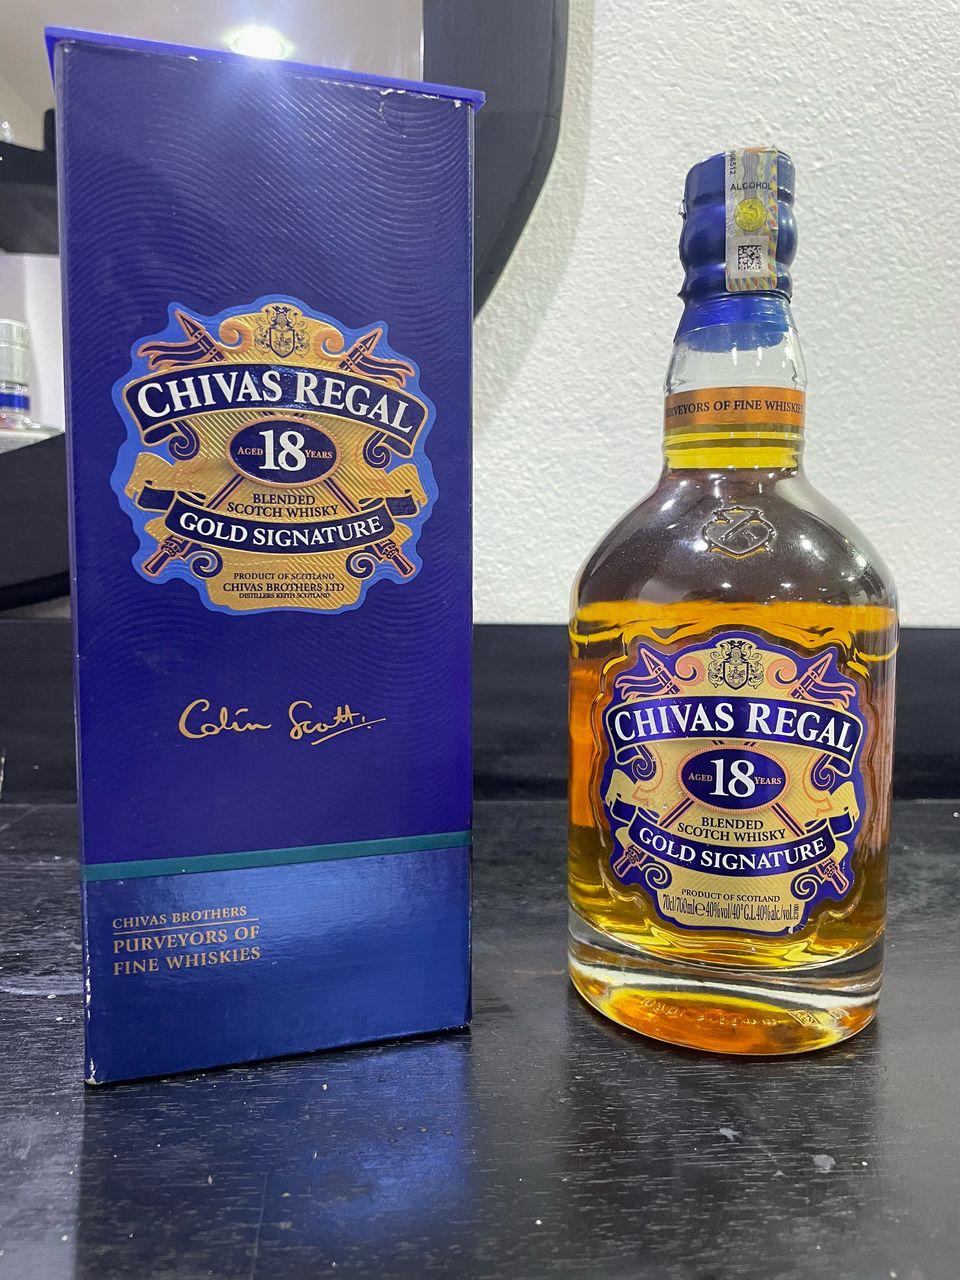 CHIVAS REGAL
AGED 18 YEARS
BLENDED
SCOTCH WHISKY
GOLD SIGNATURE
PRODUCT OF SCOTLAND
CHIVAS BROTHERS LTD
DISTILLERS KEITH SCOTLAND
Colin Scott.
CHIVAS BROTHERS
PURVEYORS OF
FINE WHISKIES
ALCOHOL
PURVEYORS OF FINE WHISKIES
CHIVAS REGAL
AGED 18 YEARS
BLENDED
SCOTCH WHISKY
GOLD SIGNATURE
PRODUCT OF SCOTLAND
70cl/700ml℮40%vol/40°G.L.40%alc./vol.